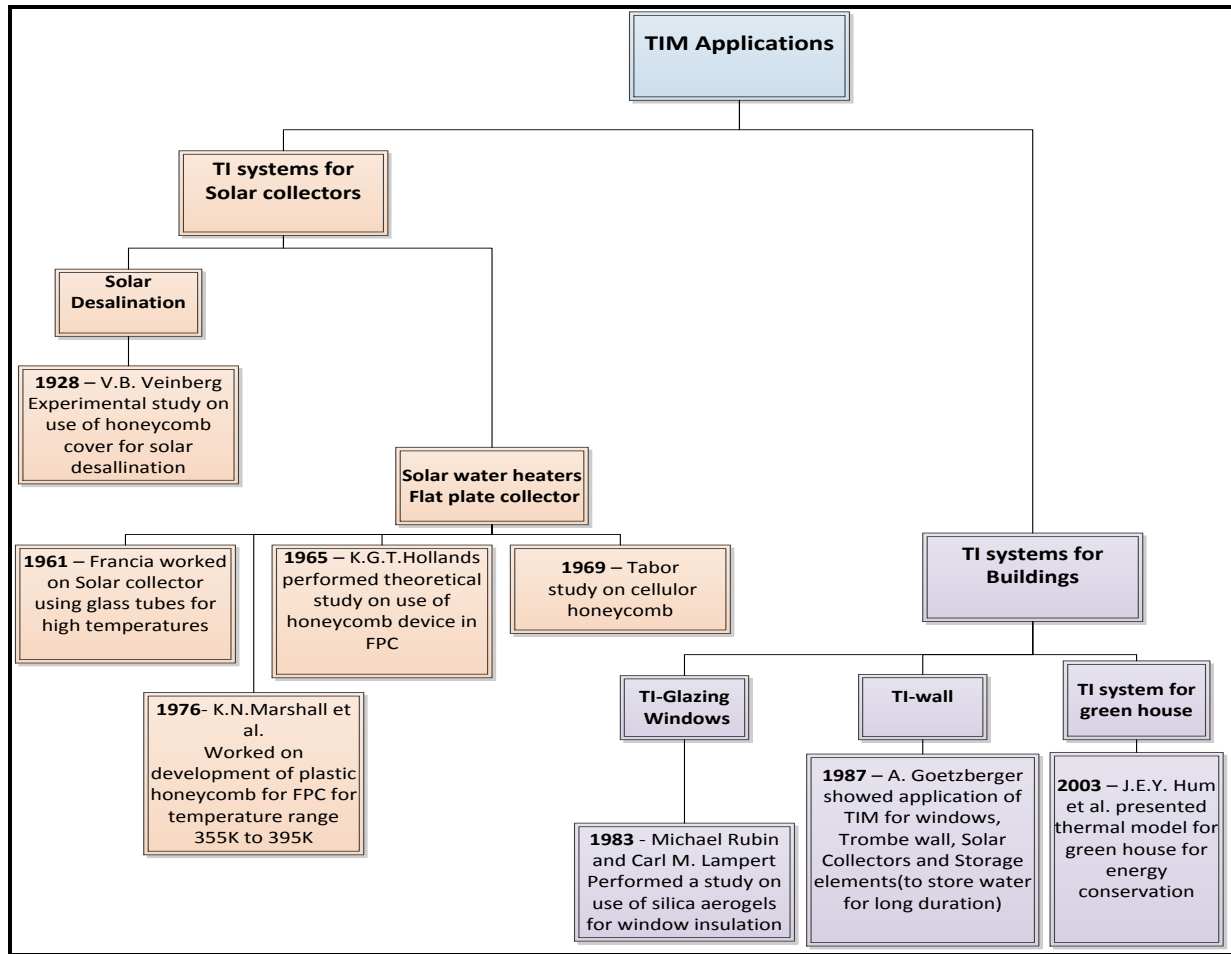 TIM Applications
TI systems for
Solar collectors
Solar
Desalination
1928 – V.B. Veinberg
Experimental study on
use of honeycomb
cover for solar
desallination
Solar water heaters
Flat plate collector
1961 – Francia worked
on Solar collector
using glass tubes for
high temperatures
1965 – K.G.T.Hollands
performed theoretical
study on use of
honeycomb device in
FPC
1969 – Tabor
study on cellulor
honeycomb
1976- K.N.Marshall et
al.
Worked on
development of plastic
honeycomb for FPC for
temperature range
355K to 395K
TI systems for
Buildings
TI-Glazing
Windows
1983 - Michael Rubin
and Carl M. Lampert
Performed a study on
use of silica aerogels
for window insulation
TI-wall
1987 – A. Goetzberger
showed application of
TIM for windows,
Trombe wall, Solar
Collectors and Storage
elements(to store water
for long duration)
TI system for
green house
2003 – J.E.Y. Hum
et al. presented
thermal model for
green house for
energy
conservation